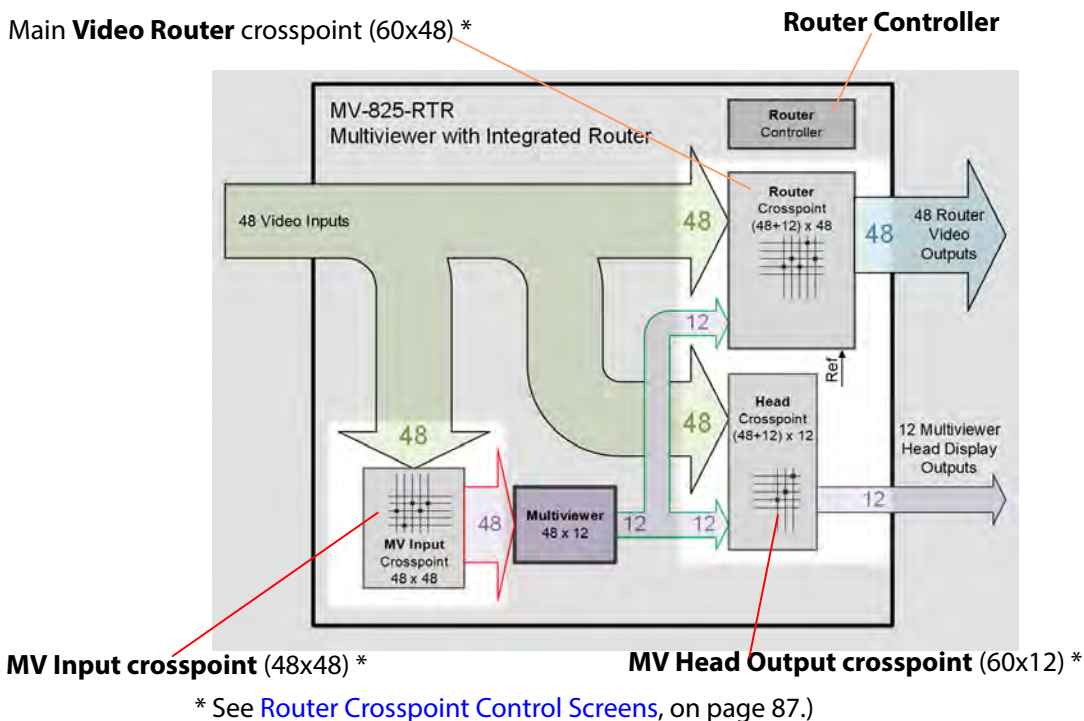 Main Video Router crosspoint (60x48) *
Router Controller
MV-825-RTR
Multiviewer with Integrated Router
Router
Controller
48 Video Inputs
48
Router
Crosspoint
(48+12) x 48
48
48 Router
Video
Outputs
12
Ref
48
Head
Crosspoint
(48+12) x 12
12 Multiviewer
Head Display
Outputs
48
48
Multiviewer
48 x 12
12
12
12
MV Input
Crosspoint
48 x 48
MV Input crosspoint (48x48) *
MV Head Output crosspoint (60x12) *
* See Router Crosspoint Control Screens, on page 87.)